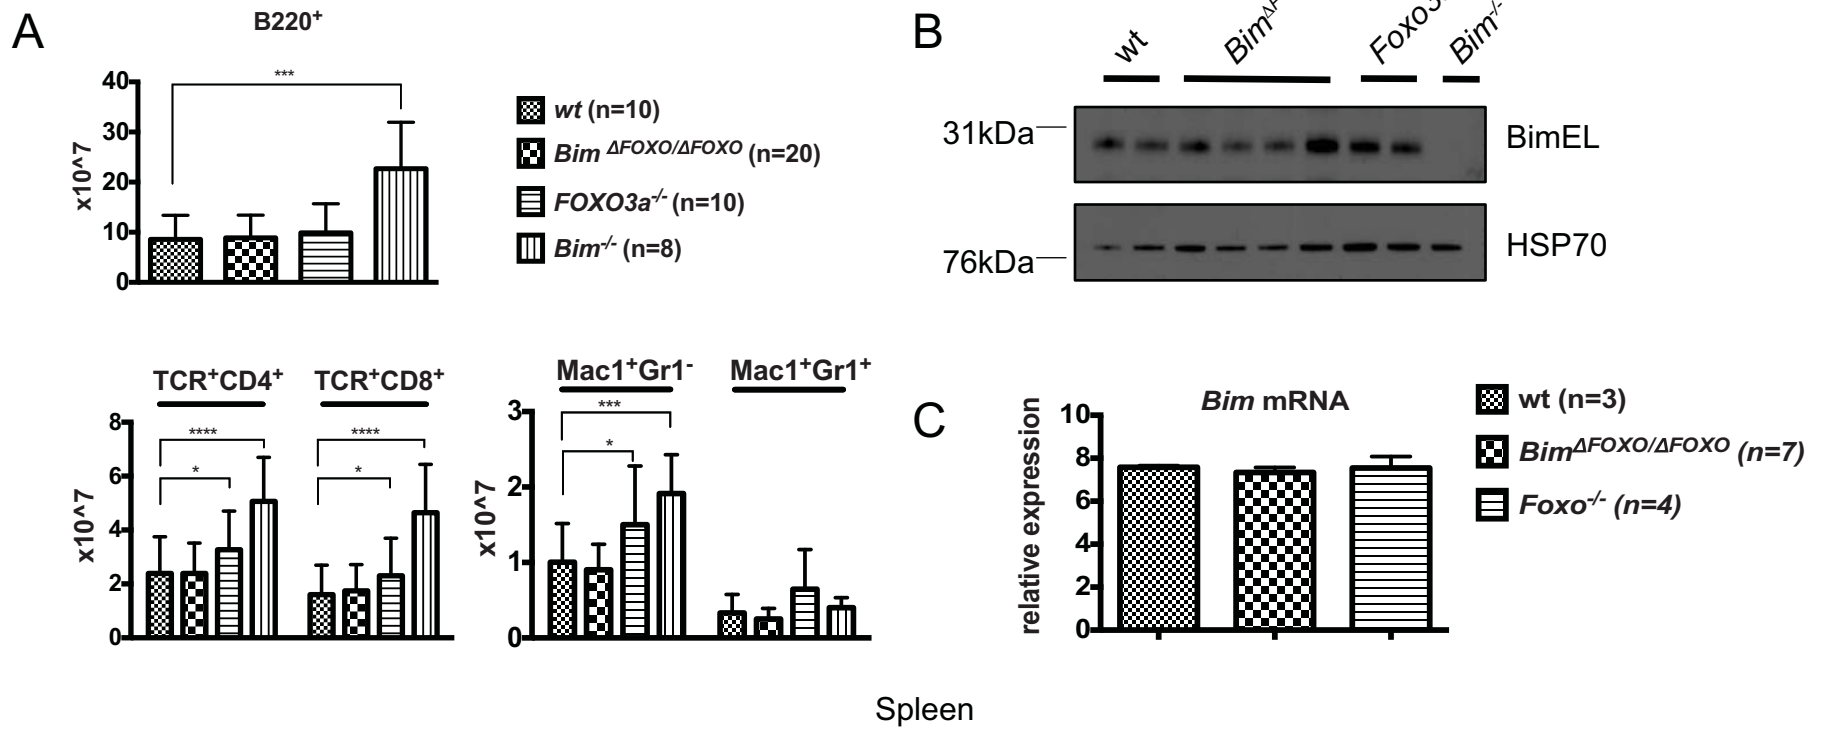 A
B220+
***
40
30
20
10
0
x10^7
wt (n=10)
Bim ΔFOXO/ΔFOXO (n=20)
FOXO3a-/- (n=10)
Bim-/- (n=8)
TCR+CD4+ TCR+CD8+
**** ****
* *
8
6
4
2
0
x10^7
Mac1+Gr1- Mac1+Gr1+
***
*
3
2
1
0
x10^7
B
wt Bim Foxo3 Bim-/-
31kDa BimEL
76kDa HSP70
C
Bim mRNA
10
8
6
4
2
0
relative expression
wt (n=3)
BimΔFOXO/ΔFOXO (n=7)
Foxo-/- (n=4)
Spleen